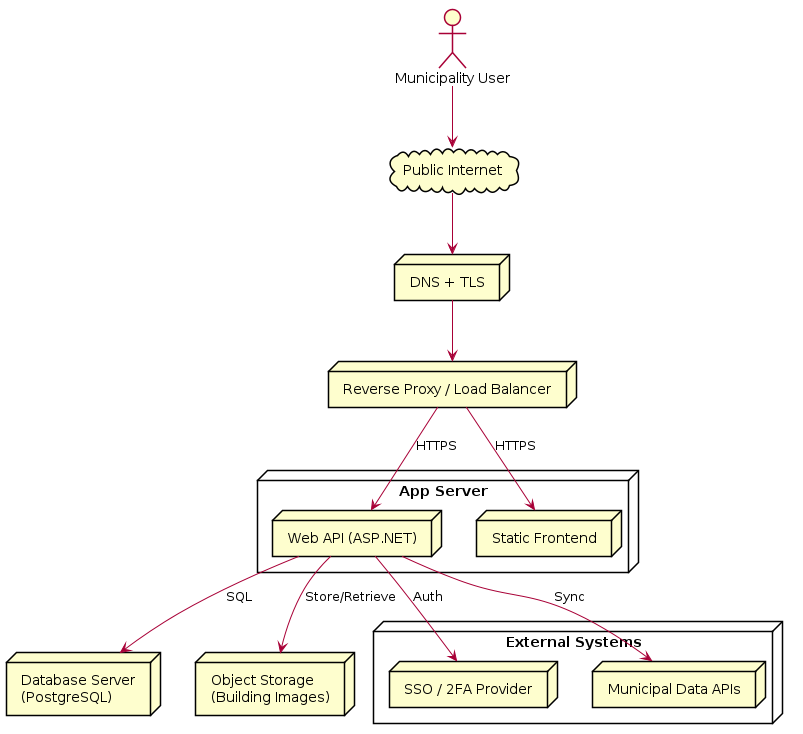 Municipality User
Public Internet
DNS + TLS
Reverse Proxy / Load Balancer
HTTPS
HTTPS
App Server
Web API (ASP.NET)
Static Frontend
SQL
Store/Retrieve
Auth
Sync
External Systems
Database Server
(PostgreSQL)
Object Storage
(Building Images)
SSO / 2FA Provider
Municipal Data APIs